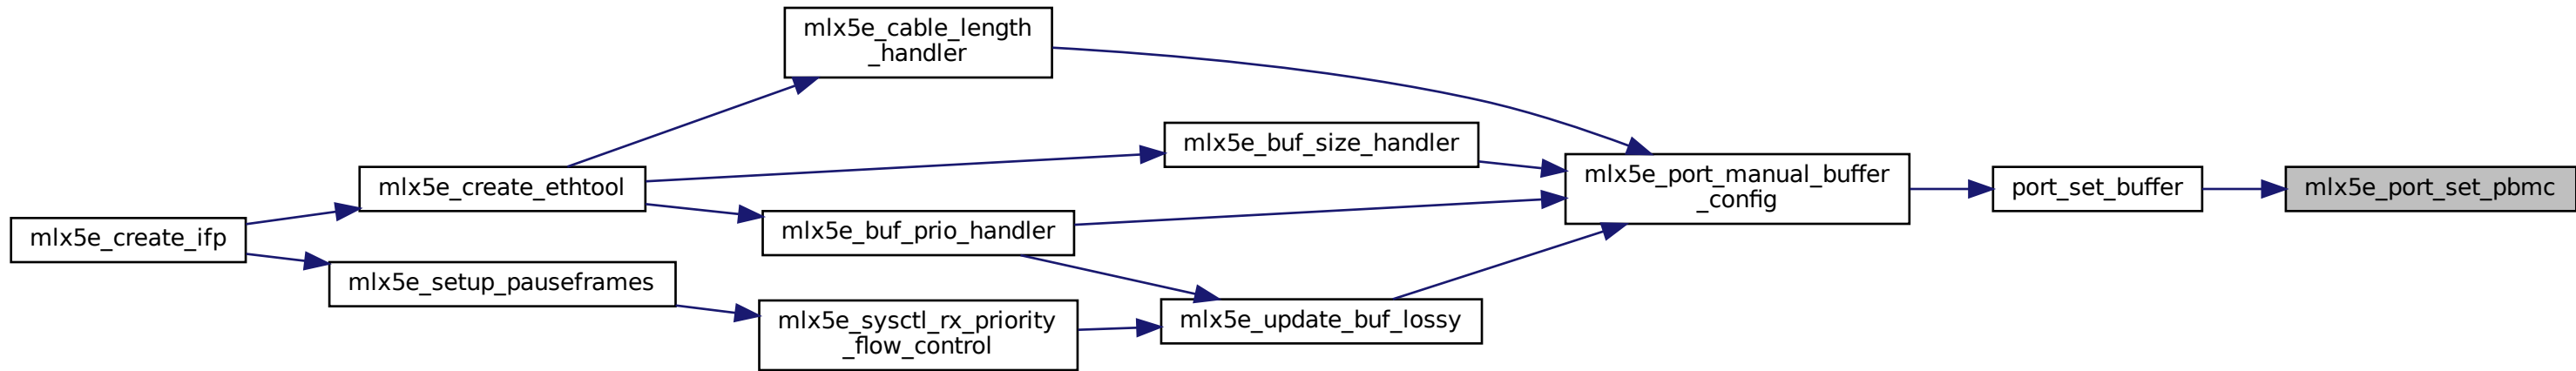 mlx5e_cable_length
_handler
mlx5e_buf_size_handler
mlx5e_create_ethtool
mlx5e_port_manual_buffer
_config
port_set_buffer
mlx5e_port_set_pbmc
mlx5e_create_ifp
mlx5e_buf_prio_handler
mlx5e_setup_pauseframes
mlx5e_sysctl_rx_priority
_flow_control
mlx5e_update_buf_lossy